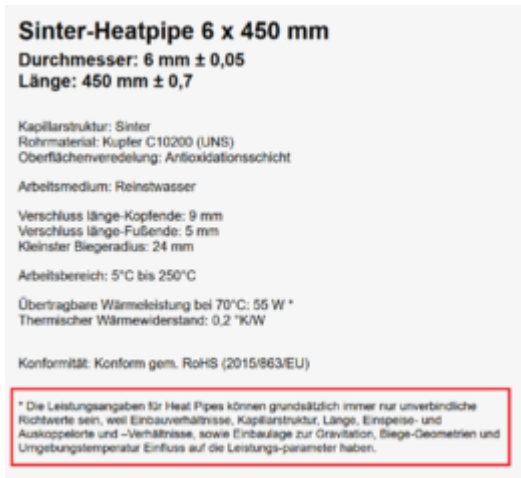 Sinter-Heatpipe 6 x 450 mm
Durchmesser: 6 mm ± 0,05
Länge: 450 mm ± 0,7
Kapillarstruktur: Sinter
Rohrmaterial: Kupfer C10200 (UNS)
Oberflächenveredelung: Antioxidationsschicht
Arbeitsmedium: Reinstwasser
Verschluss länge-Kopfende: 9 mm
Verschluss länge-Fußende: 5 mm
Kleinster Biegeradius: 24 mm
Arbeitsbereich: 5°C bis 250°C
Übertragbare Wärmeleistung bei 70°C: 55 W *
Thermischer Wärmewiderstand: 0,2 °K/W
Konformität: Konform gem. RoHS (2015/863/EU)
* Die Leistungsangaben für Heat Pipes können grundsätzlich immer nur unverbindliche
Richtwerte sein, weil Einbauverhältnisse, Kapillarstruktur, Länge, Einspeise- und
Auskoppelorte und –Verhältnisse, sowie Einbaulage zur Gravitation, Biege-Geometrien und
Umgebungstemperatur Einfluss auf die Leistungs-parameter haben.